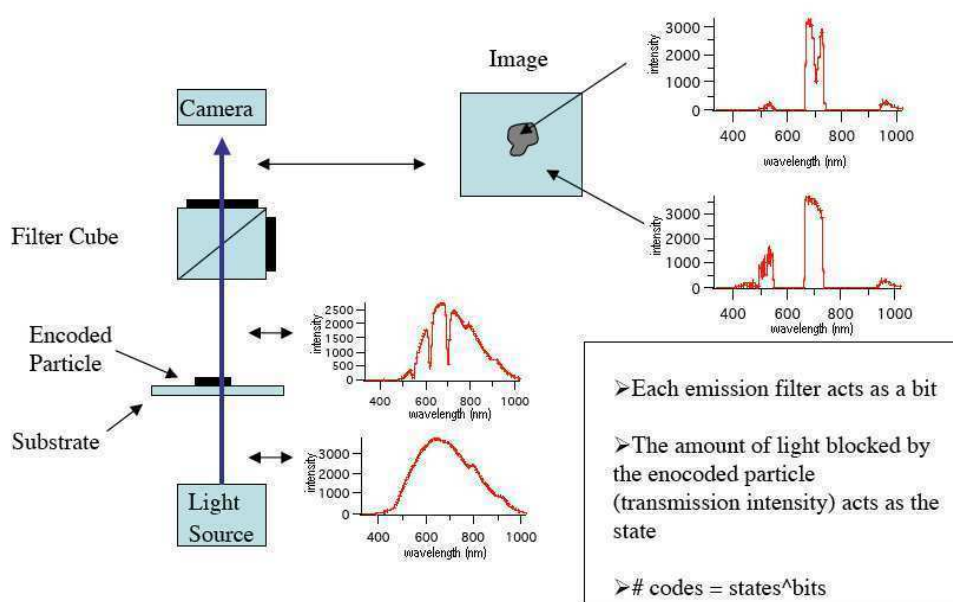 Image
Camera
Filter Cube
Encoded
Particle
Substrate
Light
Source
intensity
3000
2000
1000
0
400 600 800 1000
wavelength (nm)
intensity
3000
2000
1000
0
400 600 800 1000
wavelength (nm)
intensity
2500
2000
1500
1000
500
0
400 600 800 1000
wavelength (nm)
intensity
3000
2000
1000
0
400 600 800 1000
wavelength (nm)
➢Each emission filter acts as a bit
➢The amount of light blocked by
the enocoded particle
(transmission intensity) acts as the
state
➢# codes = states^bits